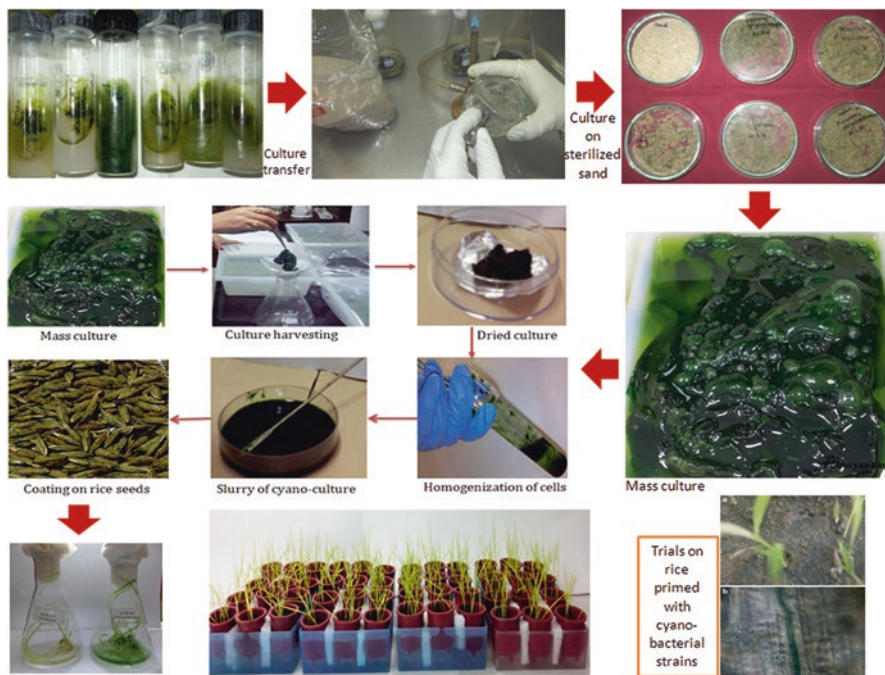 Culture
transfer
Culture
on
sterilized
sand
Mass culture
Culture harvesting
Dried culture
Coating on rice seeds
Slurry of cyano-culture
Homogenization of cells
Mass culture
Trials on
rice
primed
with
cyano-
bacterial
strains
a
b